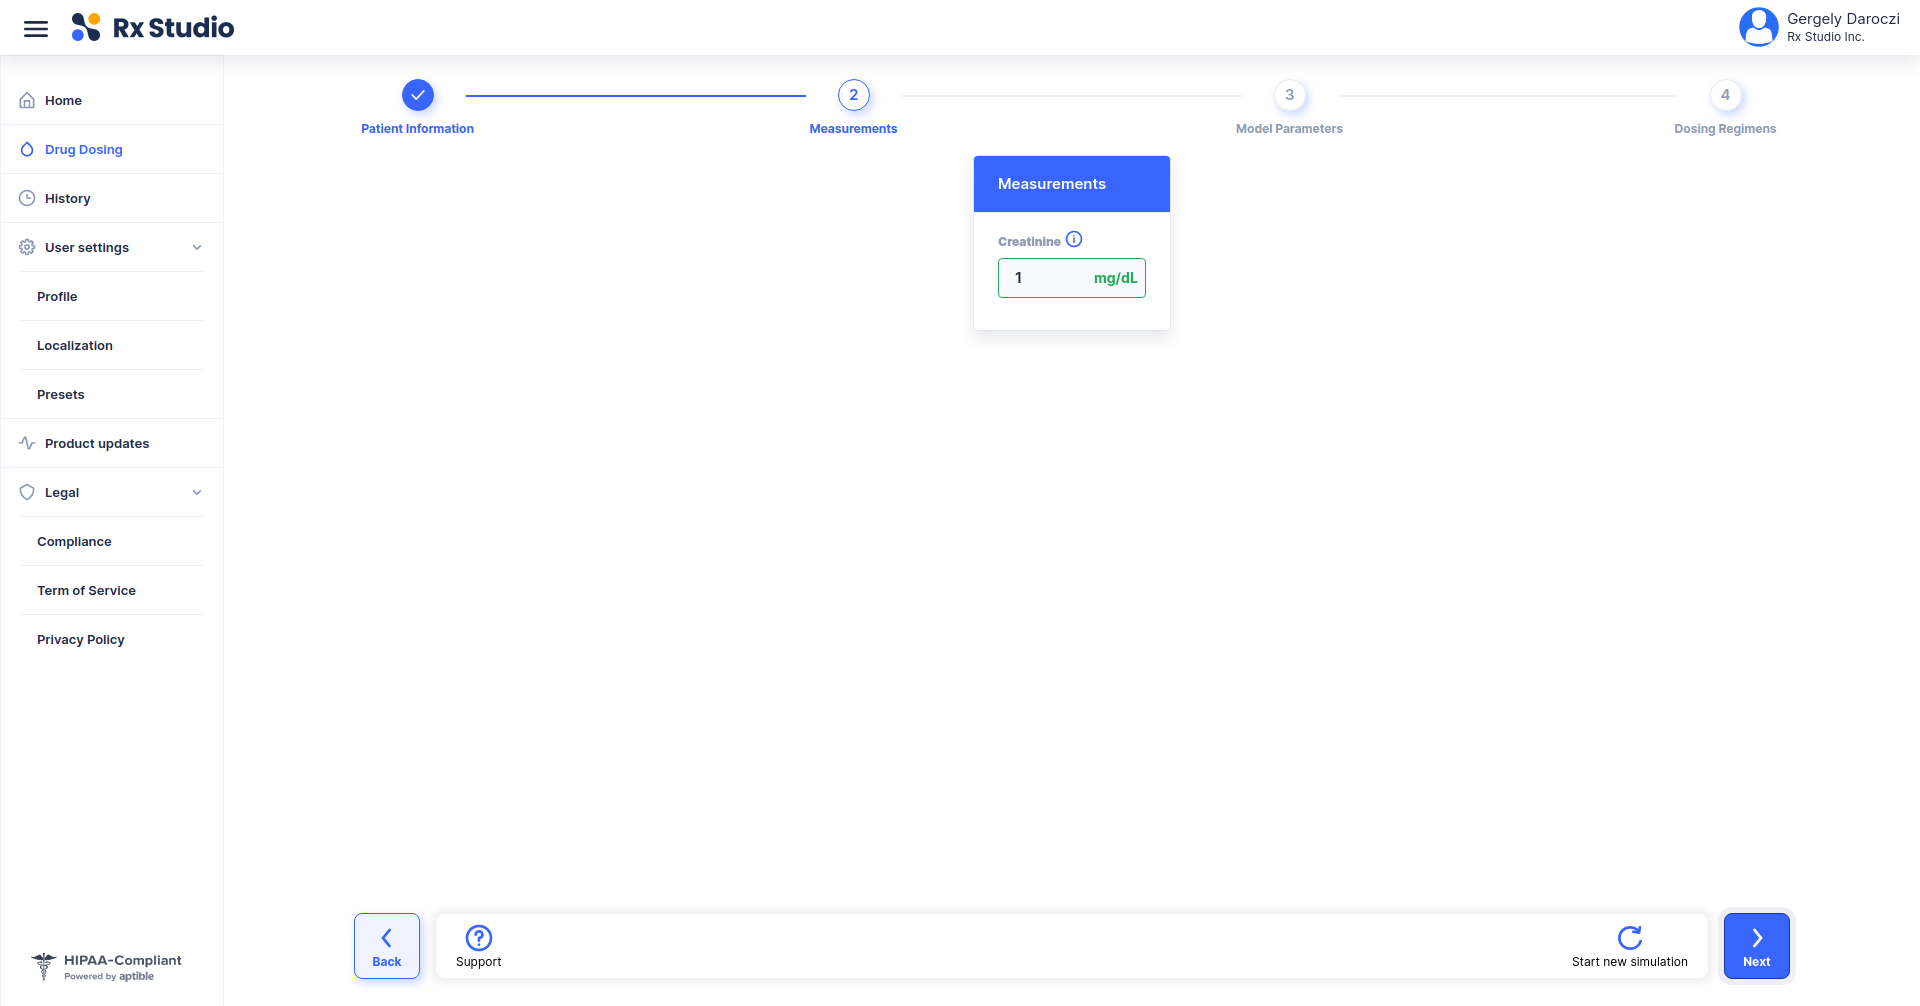 Rx Studio
Gergely Daroczi
Rx Studio Inc.
Home
Drug Dosing
History
User settings
Profile
Localization
Presets
Product updates
Legal
Compliance
Term of Service
Privacy Policy
HIPAA-Compliant
Powered by aptible
2
3
4
Patient Information
Measurements
Model Parameters
Dosing Regimens
Measurements
Creatinine
1 mg/dL
Back
Support
Start new simulation
Next